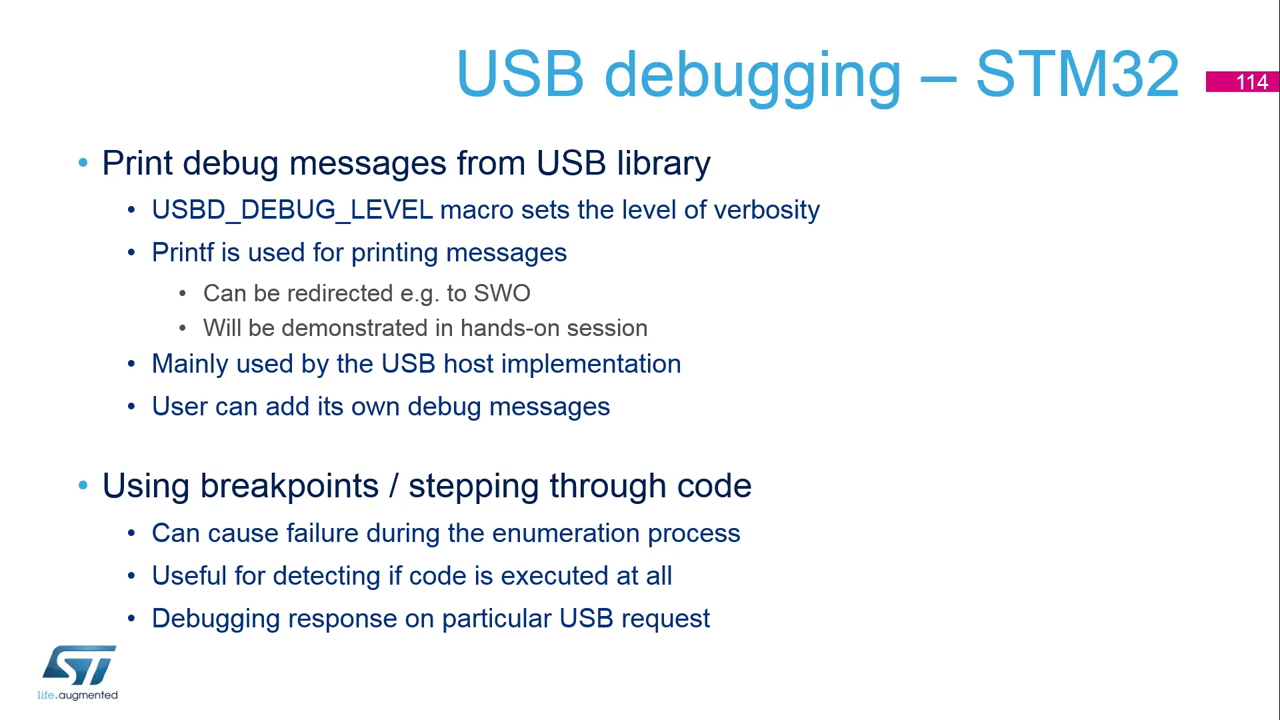 USB debugging – STM32
114
• Print debug messages from USB library
• USBD_DEBUG_LEVEL macro sets the level of verbosity
• Printf is used for printing messages
• Can be redirected e.g. to SWO
• Will be demonstrated in hands-on session
• Mainly used by the USB host implementation
• User can add its own debug messages
• Using breakpoints / stepping through code
• Can cause failure during the enumeration process
• Useful for detecting if code is executed at all
• Debugging response on particular USB request
ST
life.augmented